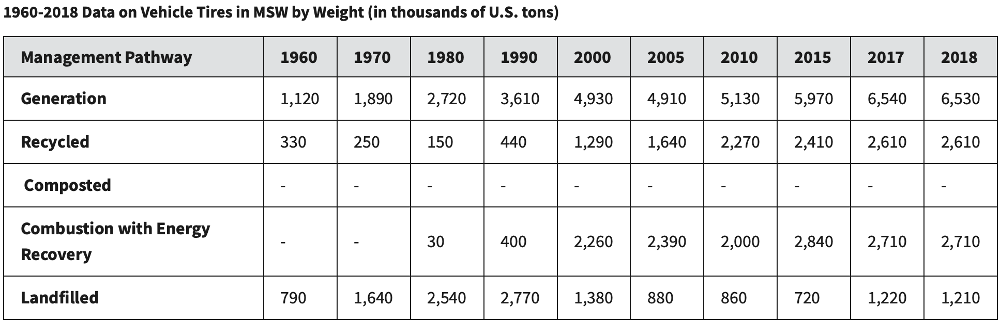 1960-2018 Data on Vehicle Tires in MSW by Weight (in thousands of U.S. tons)
Management Pathway 1960 1970 1980 1990 2000 2005 2010 2015 2017 2018
Generation 1,120 1,890 2,720 3,610 4,930 4,910 5,130 5,970 6,540 6,530
Recycled 330 250 150 440 1,290 1,640 2,270 2,410 2,610 2,610
Composted - - - - - - - - - -
Combustion with Energy
Recovery - - 30 400 2,260 2,390 2,000 2,840 2,710 2,710
Landfilled 790 1,640 2,540 2,770 1,380 880 860 720 1,220 1,210